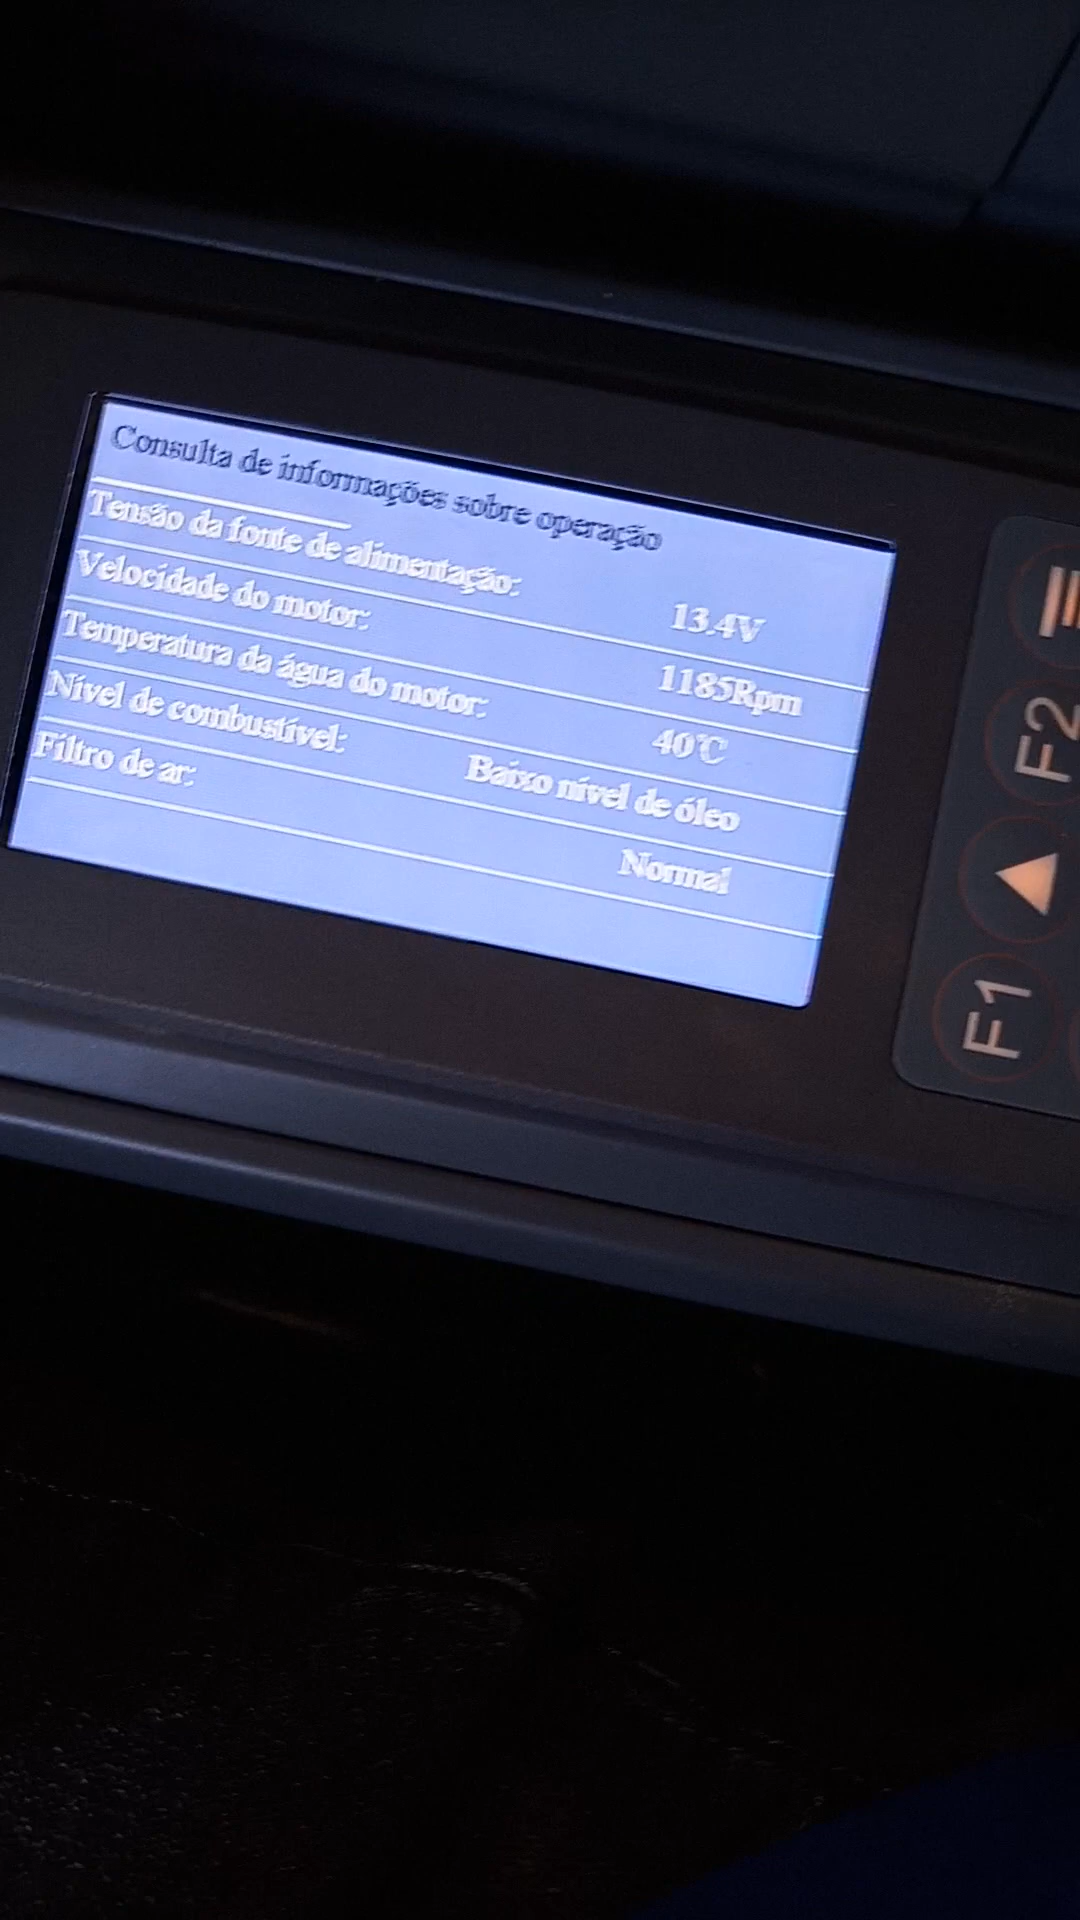 Consulta de informações sobre operação
Tensão da fonte de alimentação: 13.4V
Velocidade do motor: 1185Rpm
Temperatura da água do motor: 40℃
Nível de combustível: Baixo nível de óleo
Filtro de ar: Normal
F2
F1